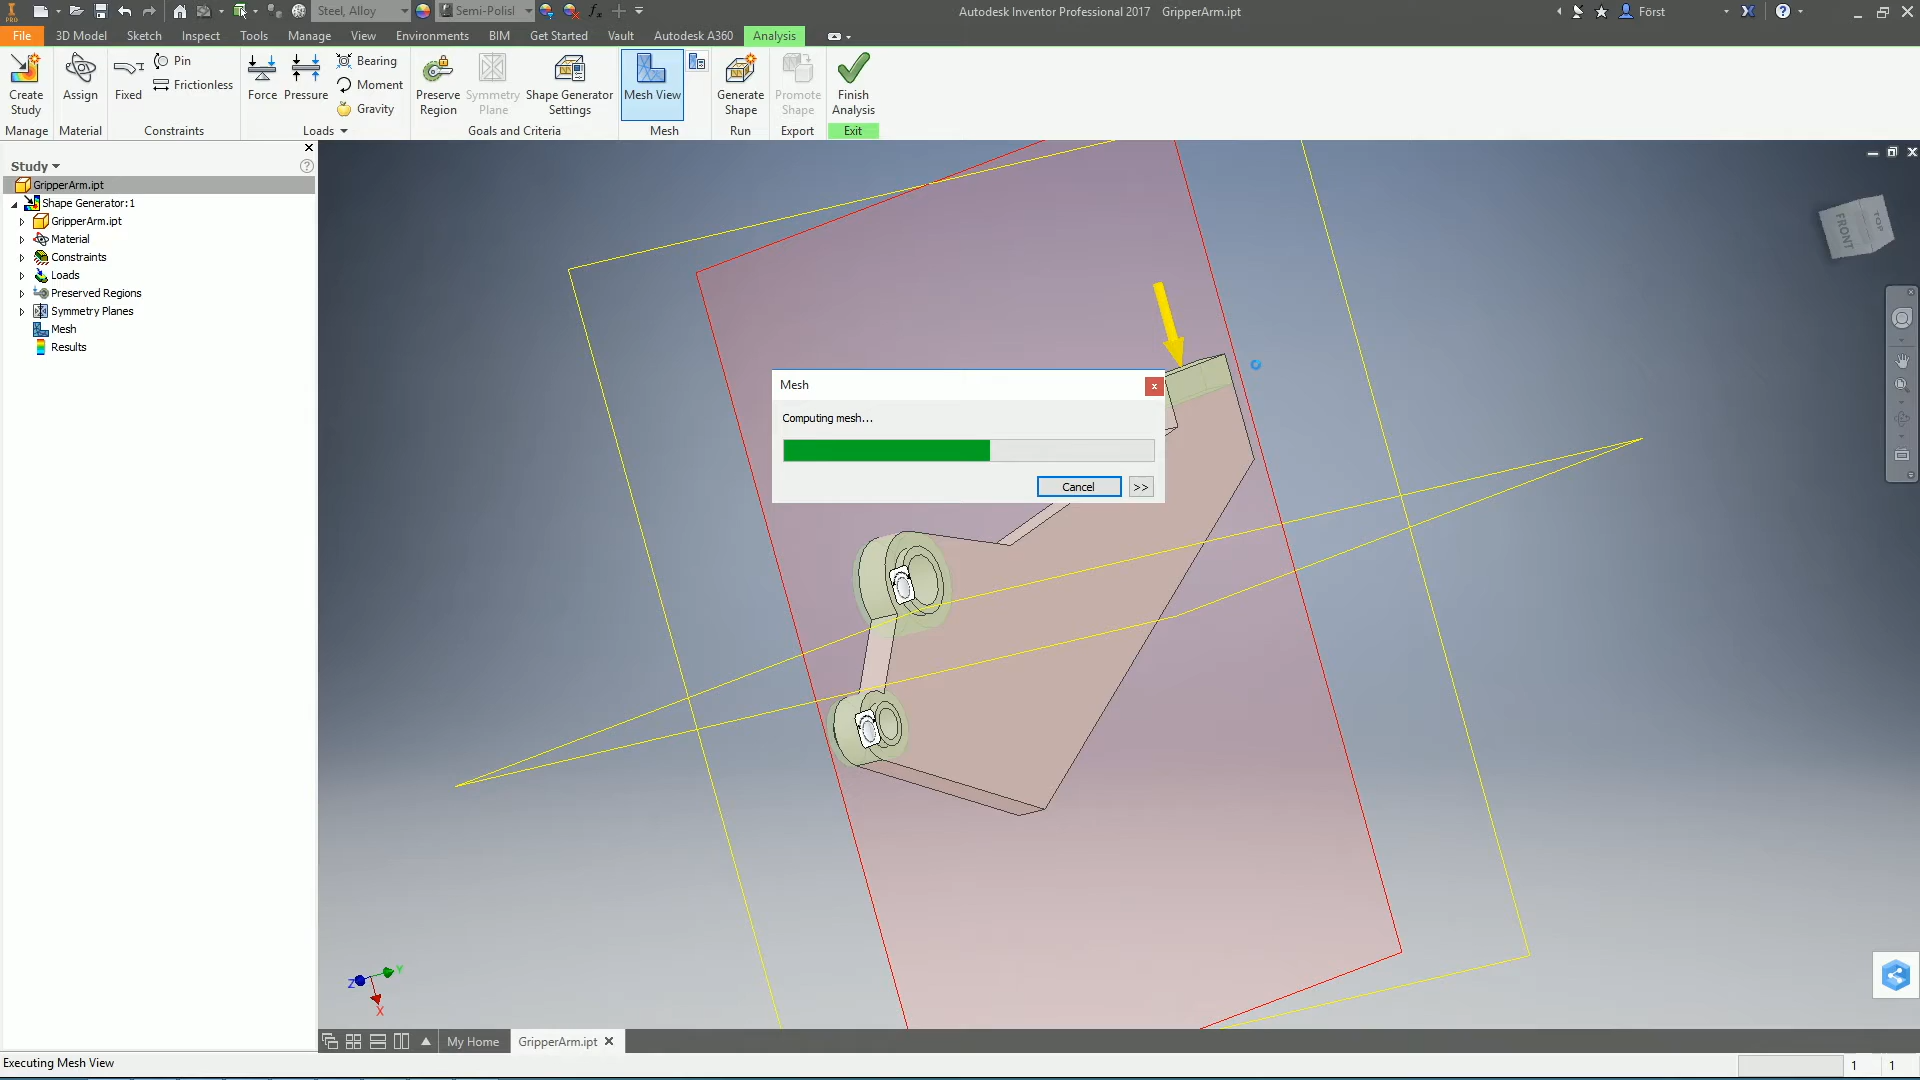 PRO
Steel, Alloy
Semi-Polisl
fx
Autodesk Inventor Professional 2017 GripperArm.ipt
Först
File 3D Model Sketch Inspect Tools Manage View Environments BIM Get Started Vault Autodesk A360 Analysis
Create Study
Assign
Fixed
Pin
Frictionless
Force
Pressure
Bearing
Moment
Gravity
Preserve Region
Symmetry Plane
Shape Generator Settings
Mesh View
Generate Shape
Promote Shape
Finish Analysis
Manage Material Constraints Loads Goals and Criteria Mesh Run Export Exit
Study
GripperArm.ipt
Shape Generator:1
GripperArm.ipt
Material
Constraints
Loads
Preserved Regions
Symmetry Planes
Mesh
Results
FRONT
TOP
Mesh
x
Computing mesh...
Cancel
>>
Z
Y
X
My Home
GripperArm.ipt
Executing Mesh View
1 1